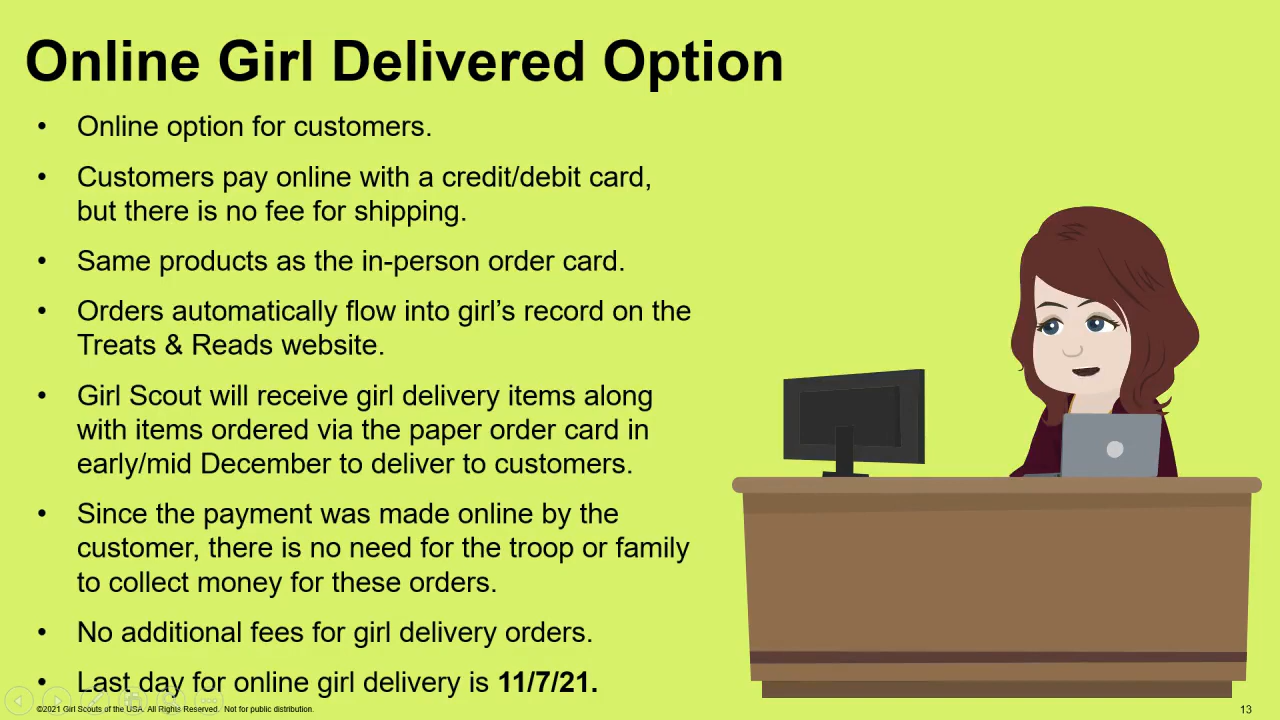 Online Girl Delivered Option
• Online option for customers.
• Customers pay online with a credit/debit card,
but there is no fee for shipping.
• Same products as the in-person order card.
• Orders automatically flow into girl’s record on the
Treats & Reads website.
• Girl Scout will receive girl delivery items along
with items ordered via the paper order card in
early/mid December to deliver to customers.
• Since the payment was made online by the
customer, there is no need for the troop or family
to collect money for these orders.
• No additional fees for girl delivery orders.
• Last day for online girl delivery is 11/7/21.
©2021 Girl Scouts of the USA. All Rights Reserved. Not for public distribution.
13